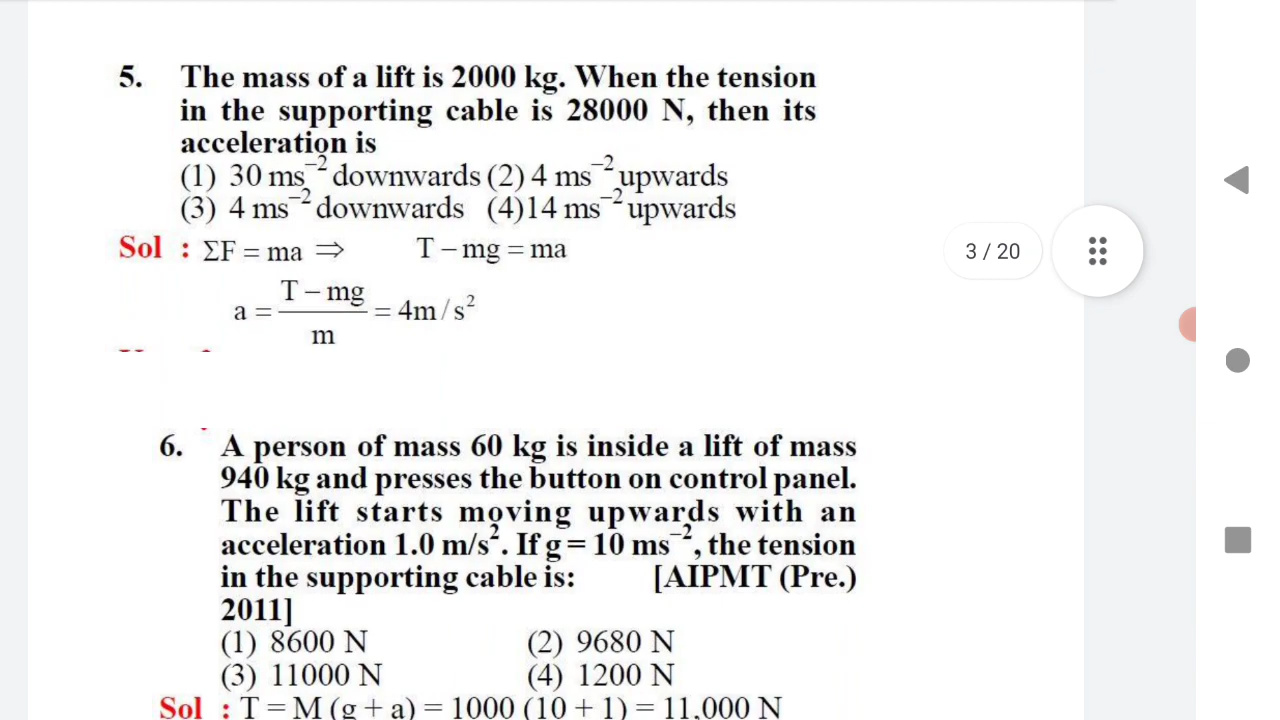 5. The mass of a lift is 2000 kg. When the tension
in the supporting cable is 28000 N, then its
acceleration is
(1) 30 ms⁻² downwards (2) 4 ms⁻² upwards
(3) 4 ms⁻² downwards (4)14 ms⁻² upwards
Sol : ΣF = ma ⇒ T − mg = ma
a = (T − mg)/m = 4m/s²
3 / 20
6. A person of mass 60 kg is inside a lift of mass
940 kg and presses the button on control panel.
The lift starts moving upwards with an
acceleration 1.0 m/s². If g = 10 ms⁻², the tension
in the supporting cable is: [AIPMT (Pre.)
2011]
(1) 8600 N (2) 9680 N
(3) 11000 N (4) 1200 N
Sol : T = M (g + a) = 1000 (10 + 1) = 11,000 N